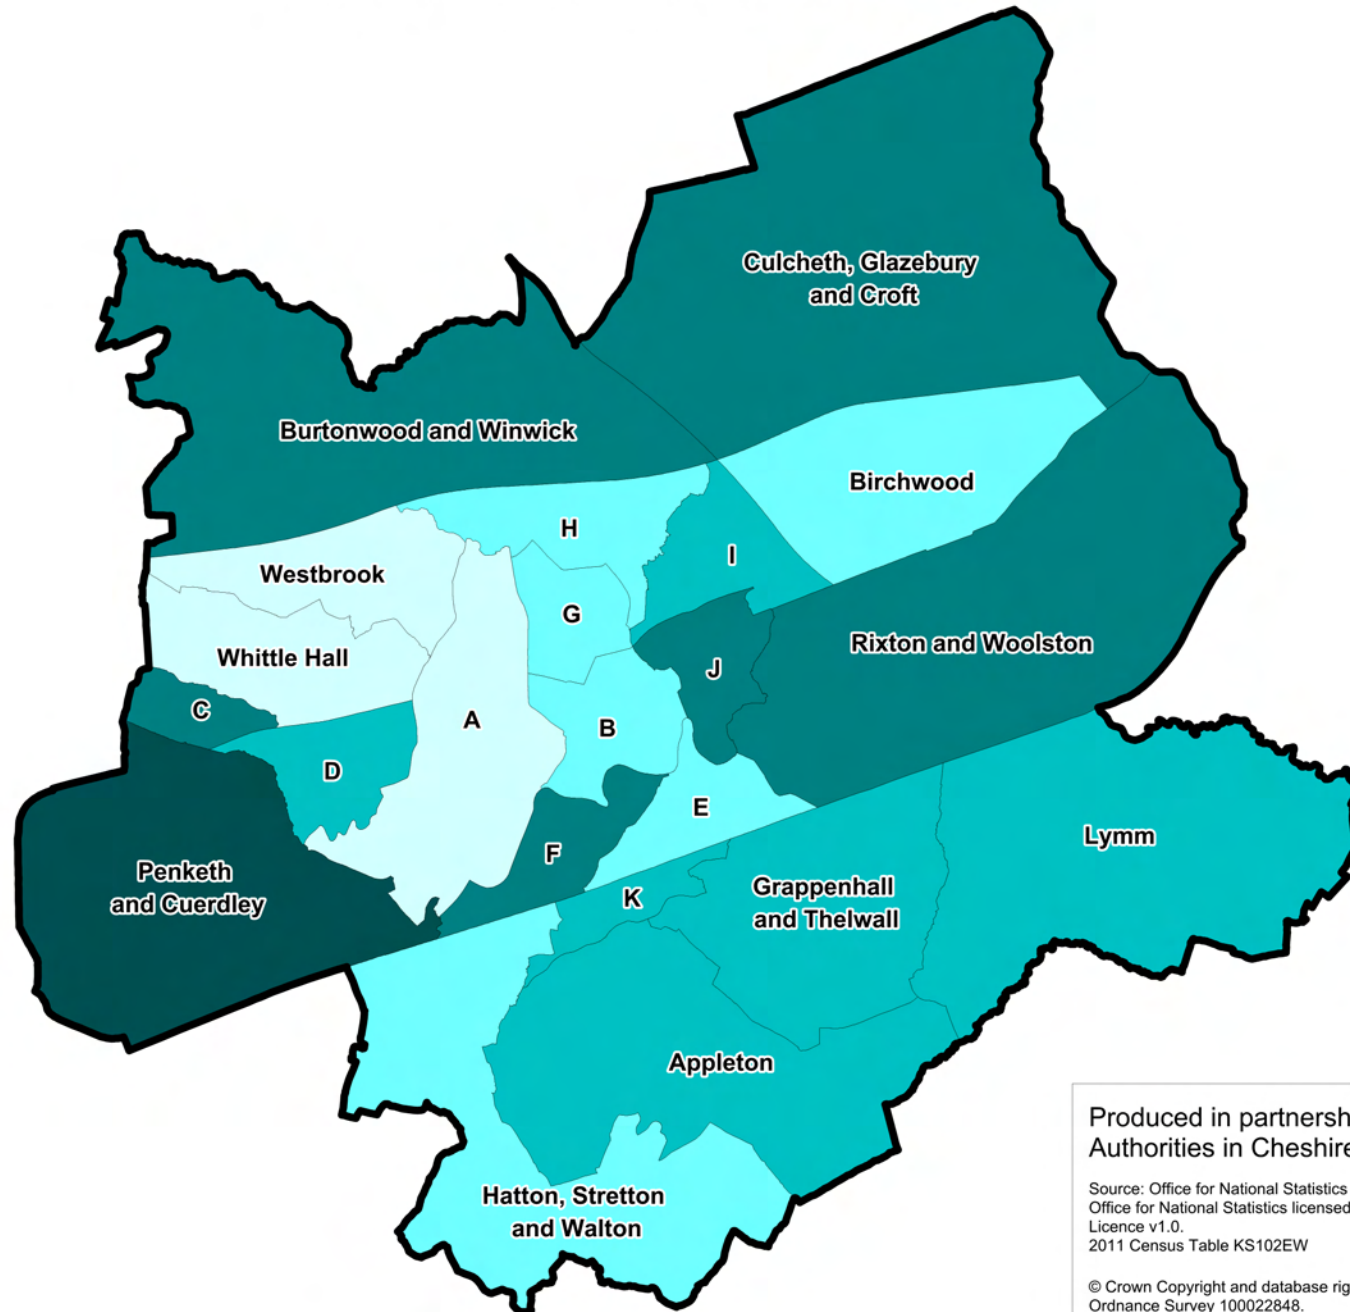 Culcheth, Glazebury
and Croft
Burtonwood and Winwick
Birchwood
H
I
Westbrook
G
Rixton and Woolston
Whittle Hall
J
C
A
B
D
E
Lymm
F
Penketh
and Cuerdley
K
Grappenhall
and Thelwall
Appleton
Hatton, Stretton
and Walton
Produced in partnersh
Authorities in Cheshire
Source: Office for National Statistics
Office for National Statistics licensed
Licence v1.0.
2011 Census Table KS102EW
© Crown Copyright and database rig
Ordnance Survey 100022848.